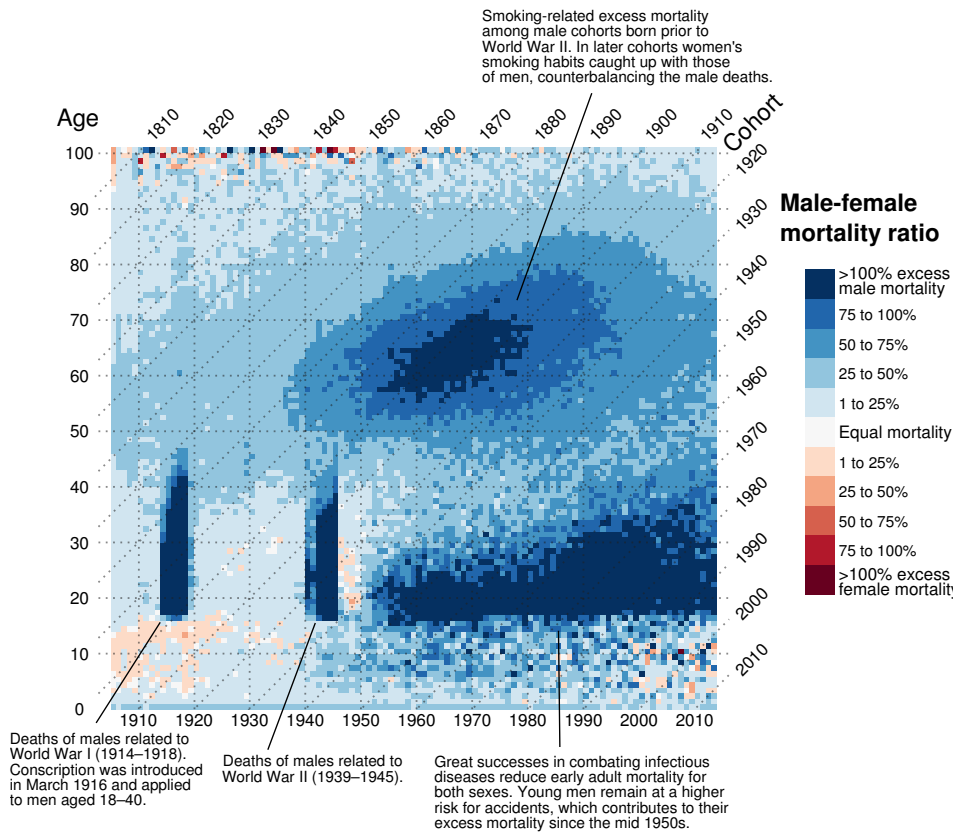 Smoking-related excess mortality
among male cohorts born prior to
World War II. In later cohorts women's
smoking habits caught up with those
of men, counterbalancing the male deaths.
Age
1810
1820
1830
1840
1850
1860
1870
1880
1890
1900
1910
Cohort
1920
1930
1940
1950
1960
1970
1980
1990
2000
2010
100
90
80
70
60
50
40
30
20
10
0
1910
1920
1930
1940
1950
1960
1970
1980
1990
2000
2010
Male-female
mortality ratio
>100% excess
male mortality
75 to 100%
50 to 75%
25 to 50%
1 to 25%
Equal mortality
1 to 25%
25 to 50%
50 to 75%
75 to 100%
>100% excess
female mortality
Deaths of males related to
World War I (1914–1918).
Conscription was introduced
in March 1916 and applied
to men aged 18–40.
Deaths of males related to
World War II (1939–1945).
Great successes in combating infectious
diseases reduce early adult mortality for
both sexes. Young men remain at a higher
risk for accidents, which contributes to their
excess mortality since the mid 1950s.